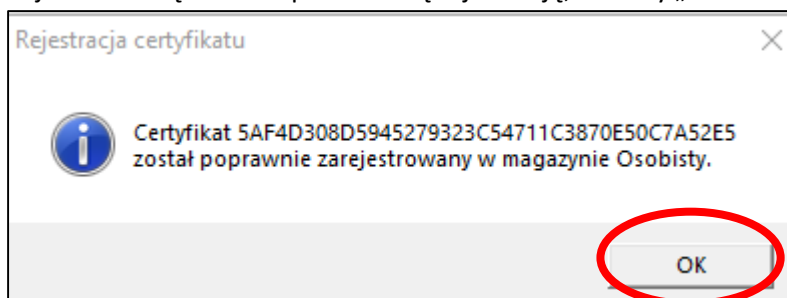 Rejestracja certyfikatu
Certyfikat 5AF4D308D5945279323C54711C3870E50C7A52E5
został poprawnie zarejestrowany w magazynie Osobisty.
OK